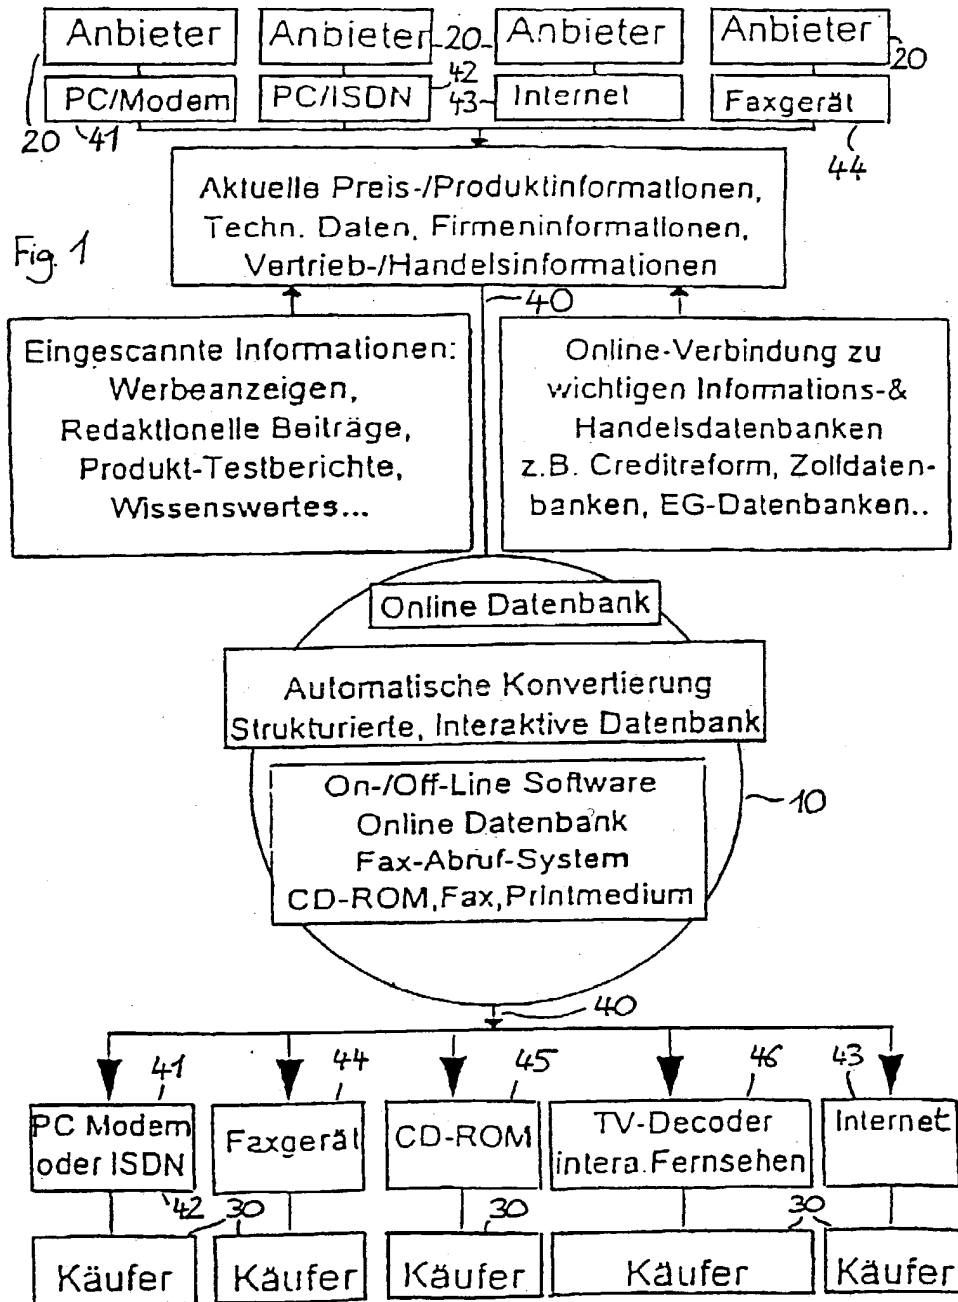 Anbieter Anbieter 20 Anbieter Anbieter 20
PC/Modem PC/ISDN 42 43 Internet Faxgerät
20 41 44
Aktuelle Preis-/Produktinformationen,
Techn. Daten, Firmeninformationen,
Vertrieb-/Handelsinformationen
Fig. 1
40
Eingescannte Informationen:
Werbeanzeigen,
Redaktionelle Beiträge,
Produkt-Testberichte,
Wissenswertes...
Online-Verbindung zu
wichtigen Informations-&
Handelsdatenbanken
z.B. Creditreform, Zolldaten-
banken, EG-Datenbanken..
Online Datenbank
Automatische Konvertierung
Strukturierte, Interaktive Datenbank
On-/Off-Line Software
Online Datenbank
Fax-Abruf-System
CD-ROM,Fax,Printmedium
10
40
41 44 45 46 43
PC Modem
oder ISDN
Faxgerät
CD-ROM
TV-Decoder
intera.Fernsehen
Internet
42 30 30 30
Käufer Käufer Käufer Käufer Käufer